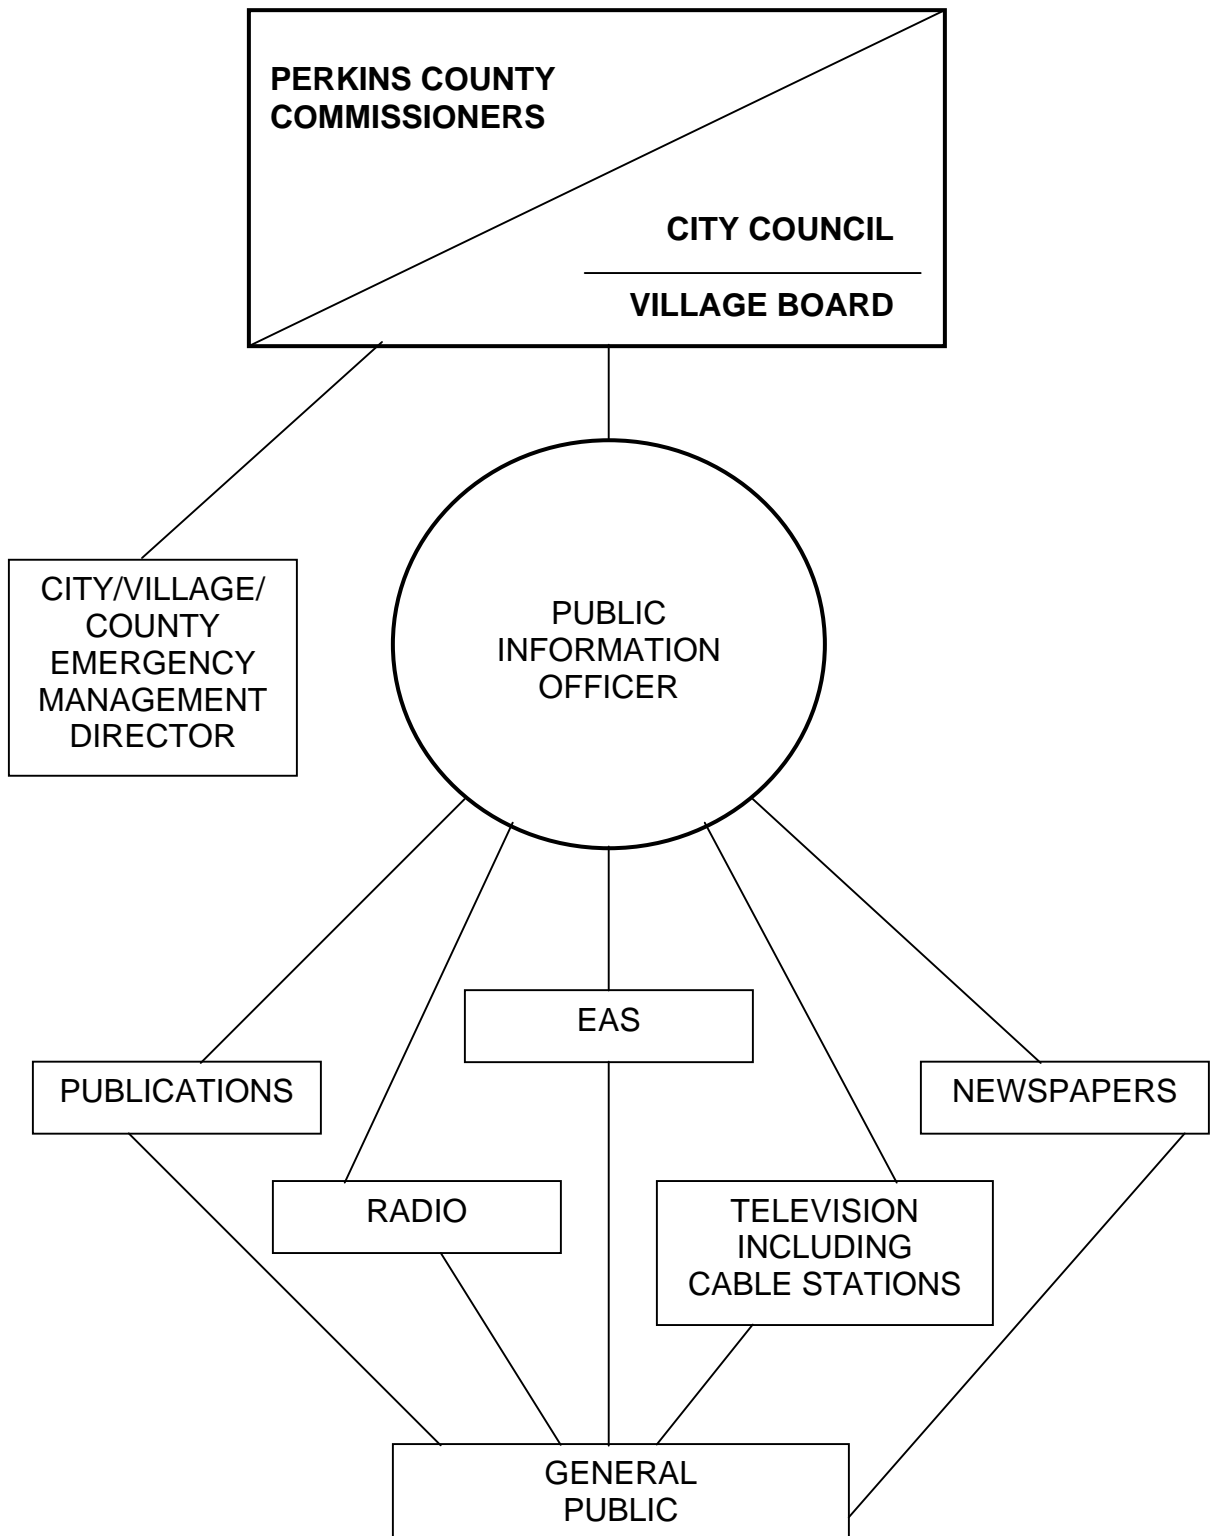 PERKINS COUNTY
COMMISSIONERS
CITY COUNCIL
VILLAGE BOARD
CITY/VILLAGE/
COUNTY
EMERGENCY
MANAGEMENT
DIRECTOR
PUBLIC
INFORMATION
OFFICER
EAS
PUBLICATIONS
NEWSPAPERS
RADIO
TELEVISION
INCLUDING
CABLE STATIONS
GENERAL
PUBLIC